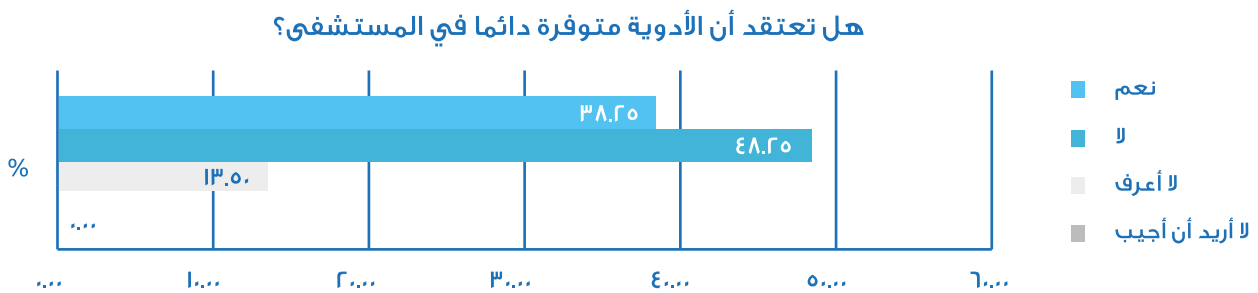 هل تعتقد أن الأدوية متوفرة دائما في المستشفى؟
نعم
لا
لا أعرف
لا أريد أن أجيب
%
٣٨.٢٥
٤٨.٢٥
١٣.٥٠
٠.٠٠
٠.٠٠ ١٠.٠٠ ٢٠.٠٠ ٣٠.٠٠ ٤٠.٠٠ ٥٠.٠٠ ٦٠.٠٠